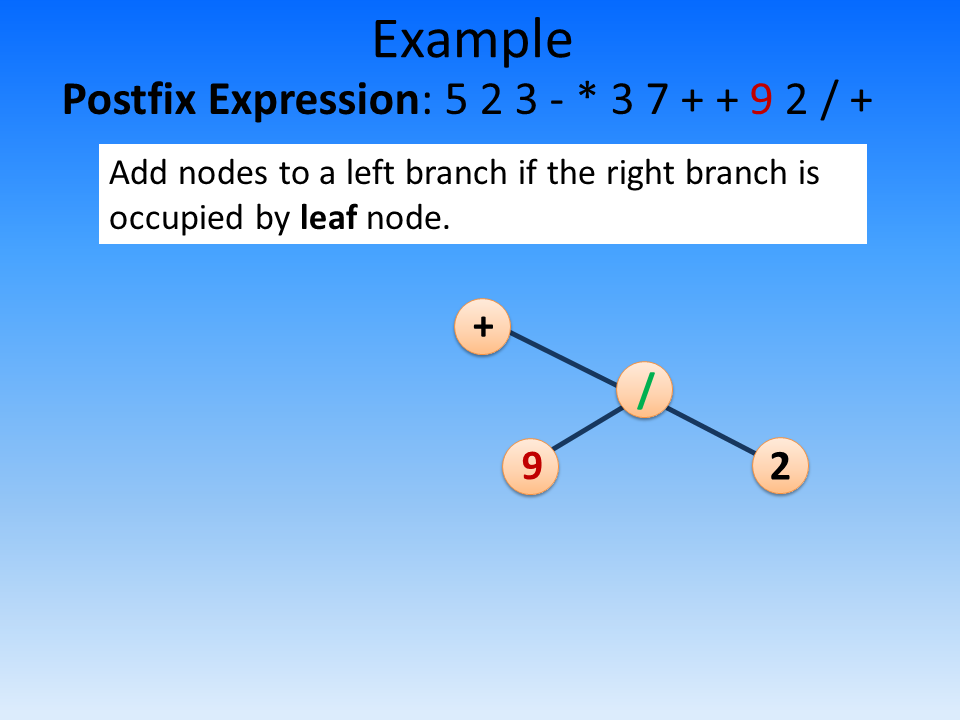 Example
Postfix Expression: 5 2 3 - * 3 7 + + 9 2 / +
Add nodes to a left branch if the right branch is
occupied by leaf node.
+
/
9
2